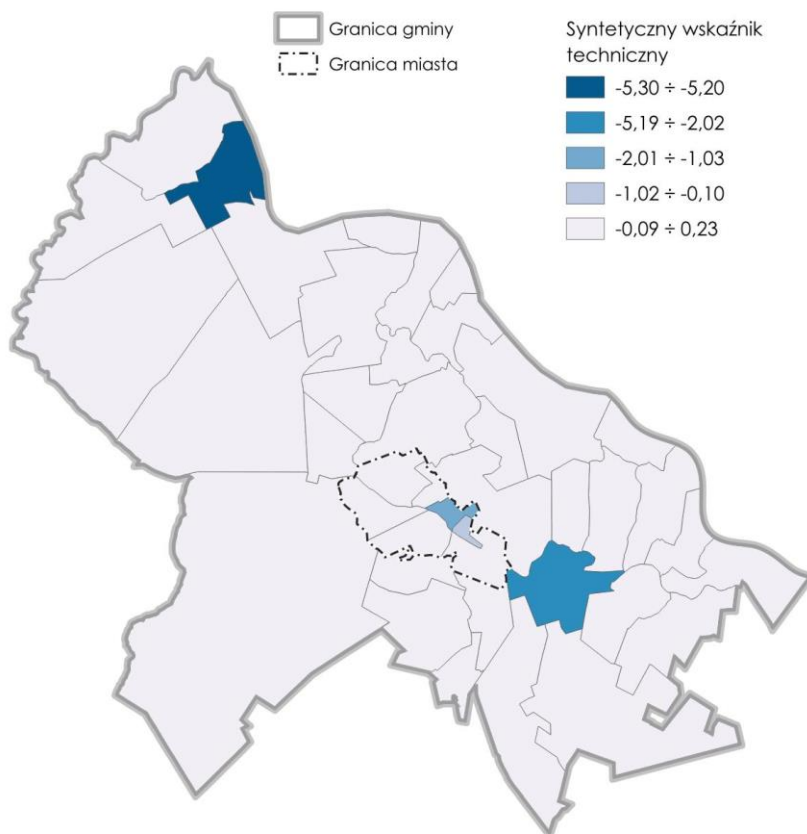 Granica gminy
Granica miasta
Syntetyczny wskaźnik
techniczny
-5,30 ÷ -5,20
-5,19 ÷ -2,02
-2,01 ÷ -1,03
-1,02 ÷ -0,10
-0,09 ÷ 0,23